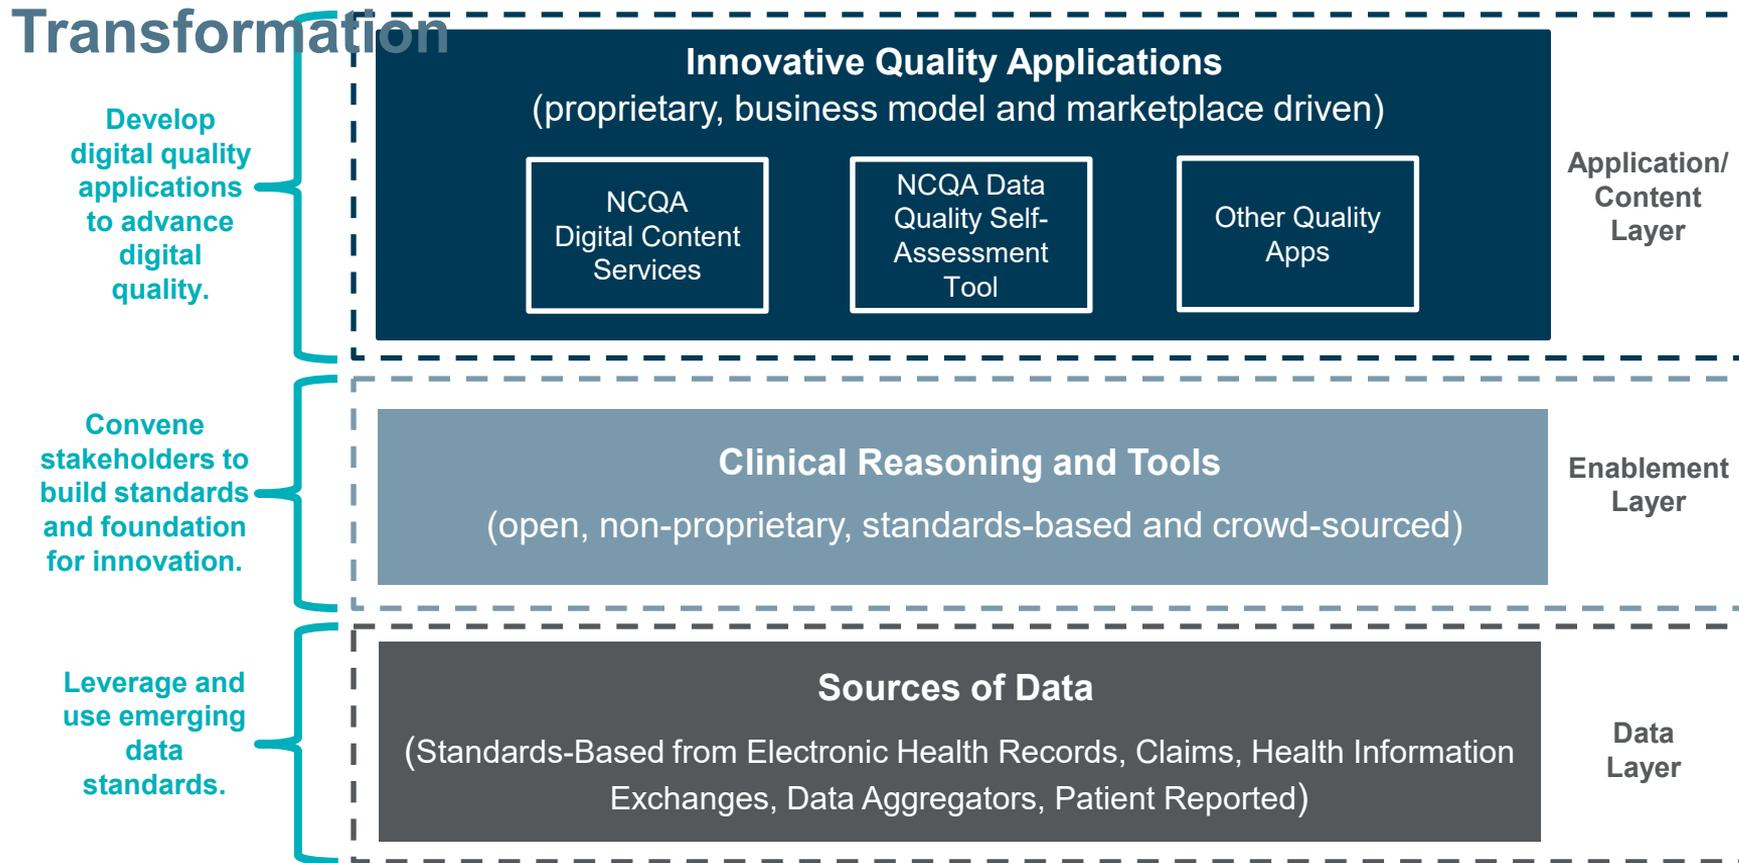 Transformation
Develop
digital quality
applications
to advance
digital
quality.
Innovative Quality Applications
(proprietary, business model and marketplace driven)
NCQA
Digital Content
Services
NCQA Data
Quality Self-
Assessment
Tool
Other Quality
Apps
Application/
Content
Layer
Convene
stakeholders to
build standards
and foundation
for innovation.
Clinical Reasoning and Tools
(open, non-proprietary, standards-based and crowd-sourced)
Enablement
Layer
Leverage and
use emerging
data
standards.
Sources of Data
(Standards-Based from Electronic Health Records, Claims, Health Information
Exchanges, Data Aggregators, Patient Reported)
Data
Layer